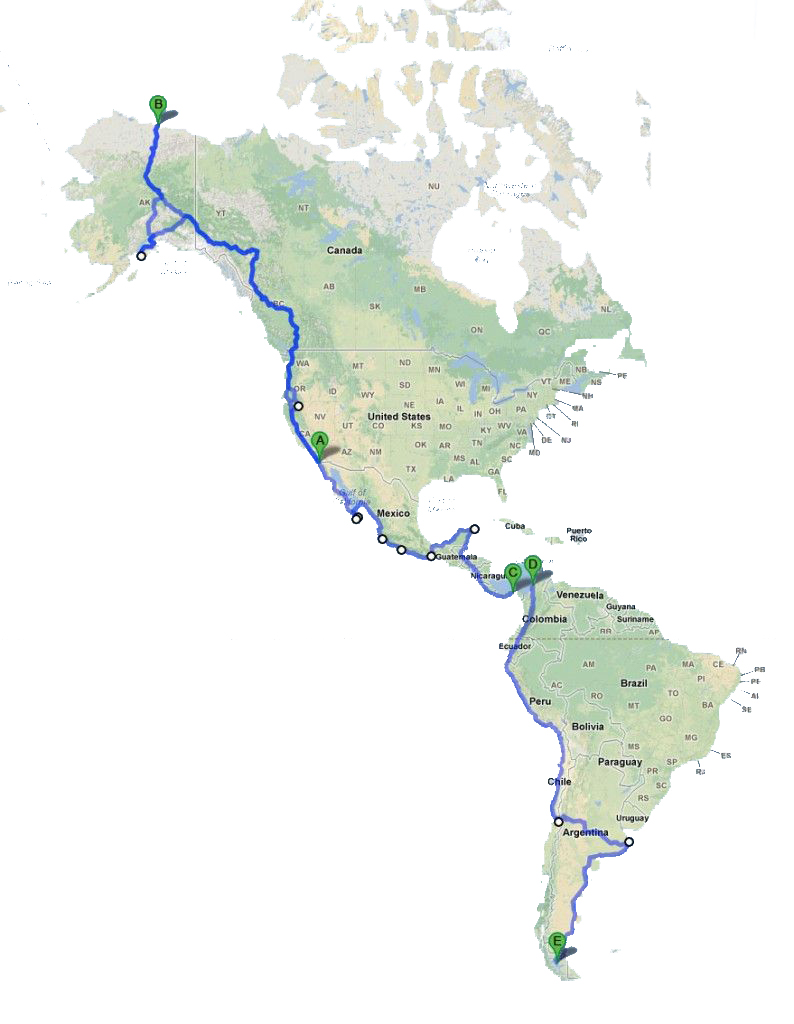 B
NU
AK
YT
NT
Canada
AB
MB
SK
BC
NL
ON
QC
WA
MT
ND
MN
NB
PE
OR
ID
SD
WI
MI
VT
ME
NS
WY
NH
NE
IA
NY
MA
NV
UT
CO
United States
IL
IN
OH
PA
CT
RI
CA
KS
MO
KY
WV
VA
DE
NJ
A
AZ
NM
OK
AR
TN
NC
MD
MS
AL
SC
TX
GA
LA
FL
Gulf of
California
Mexico
Cuba
Puerto
Rico
Guatemala
Nicaragu
C
D
Venezuela
Guyana
Suriname
Colombia
RR
AP
Ecuador
RN
AM
PA
MA
CE
PB
PI
PE
AC
RO
Brazil
TO
AL
Peru
MT
BA
SE
GO
Bolivia
MG
MS
ES
Paraguay
SP
RJ
PR
Chile
SC
RS
Uruguay
Argentina
E